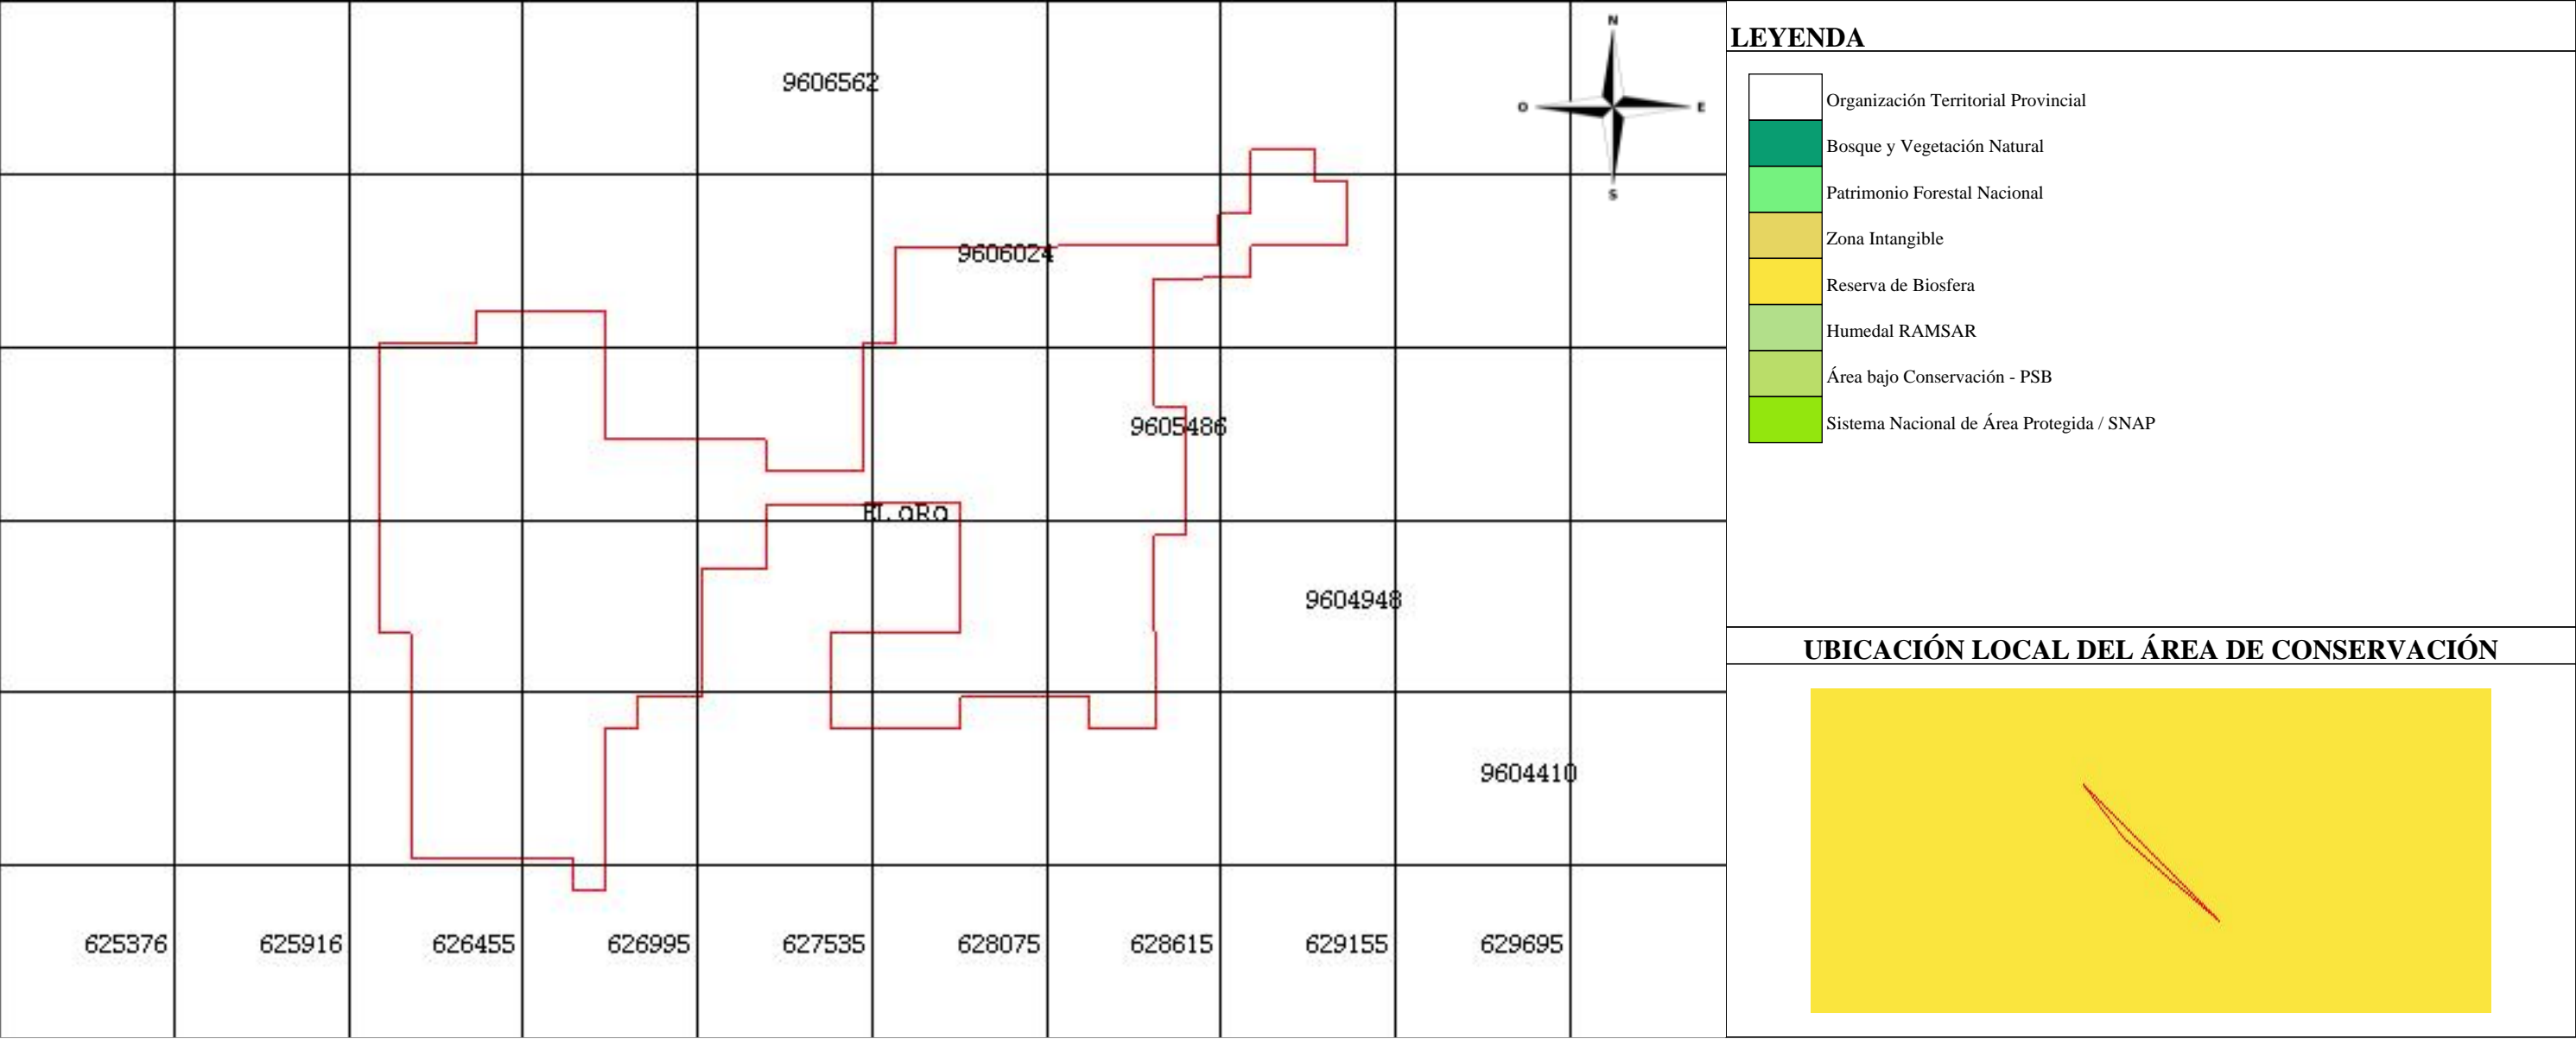 9606562
9606024
9605486
EL ORO
9604948
9604410
625376 625916 626455 626995 627535 628075 628615 629155 629695
N
O E
S
LEYENDA
Organización Territorial Provincial
Bosque y Vegetación Natural
Patrimonio Forestal Nacional
Zona Intangible
Reserva de Biosfera
Humedal RAMSAR
Área bajo Conservación - PSB
Sistema Nacional de Área Protegida / SNAP
UBICACIÓN LOCAL DEL ÁREA DE CONSERVACIÓN